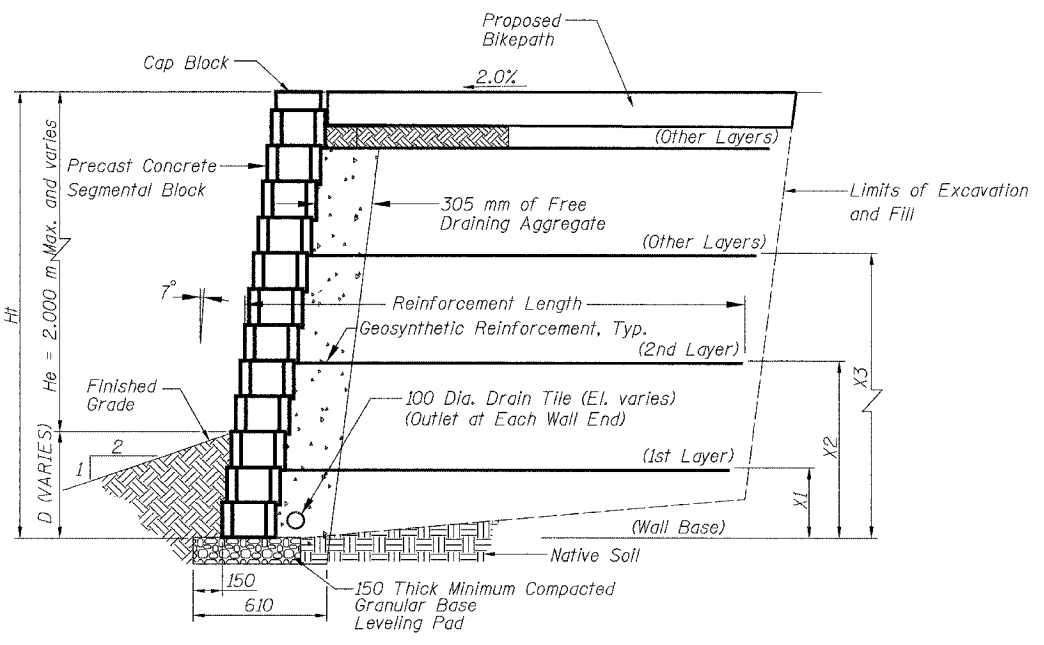 Proposed
Bikepath
Cap Block
2.0%
(Other Layers)
Precast Concrete
Segmental Block
305 mm of Free
Draining Aggregate
Limits of Excavation
and Fill
(Other Layers)
7°
Reinforcement Length
Geosynthetic Reinforcement, Typ.
(2nd Layer)
Ht
He = 2.000 m Max. and varies
D (VARIES)
Finished
Grade
2
1
100 Dia. Drain Tile (El. varies)
(Outlet at Each Wall End)
(1st Layer)
X1
X2
X3
(Wall Base)
Native Soil
150
610
150 Thick Minimum Compacted
Granular Base
Leveling Pad